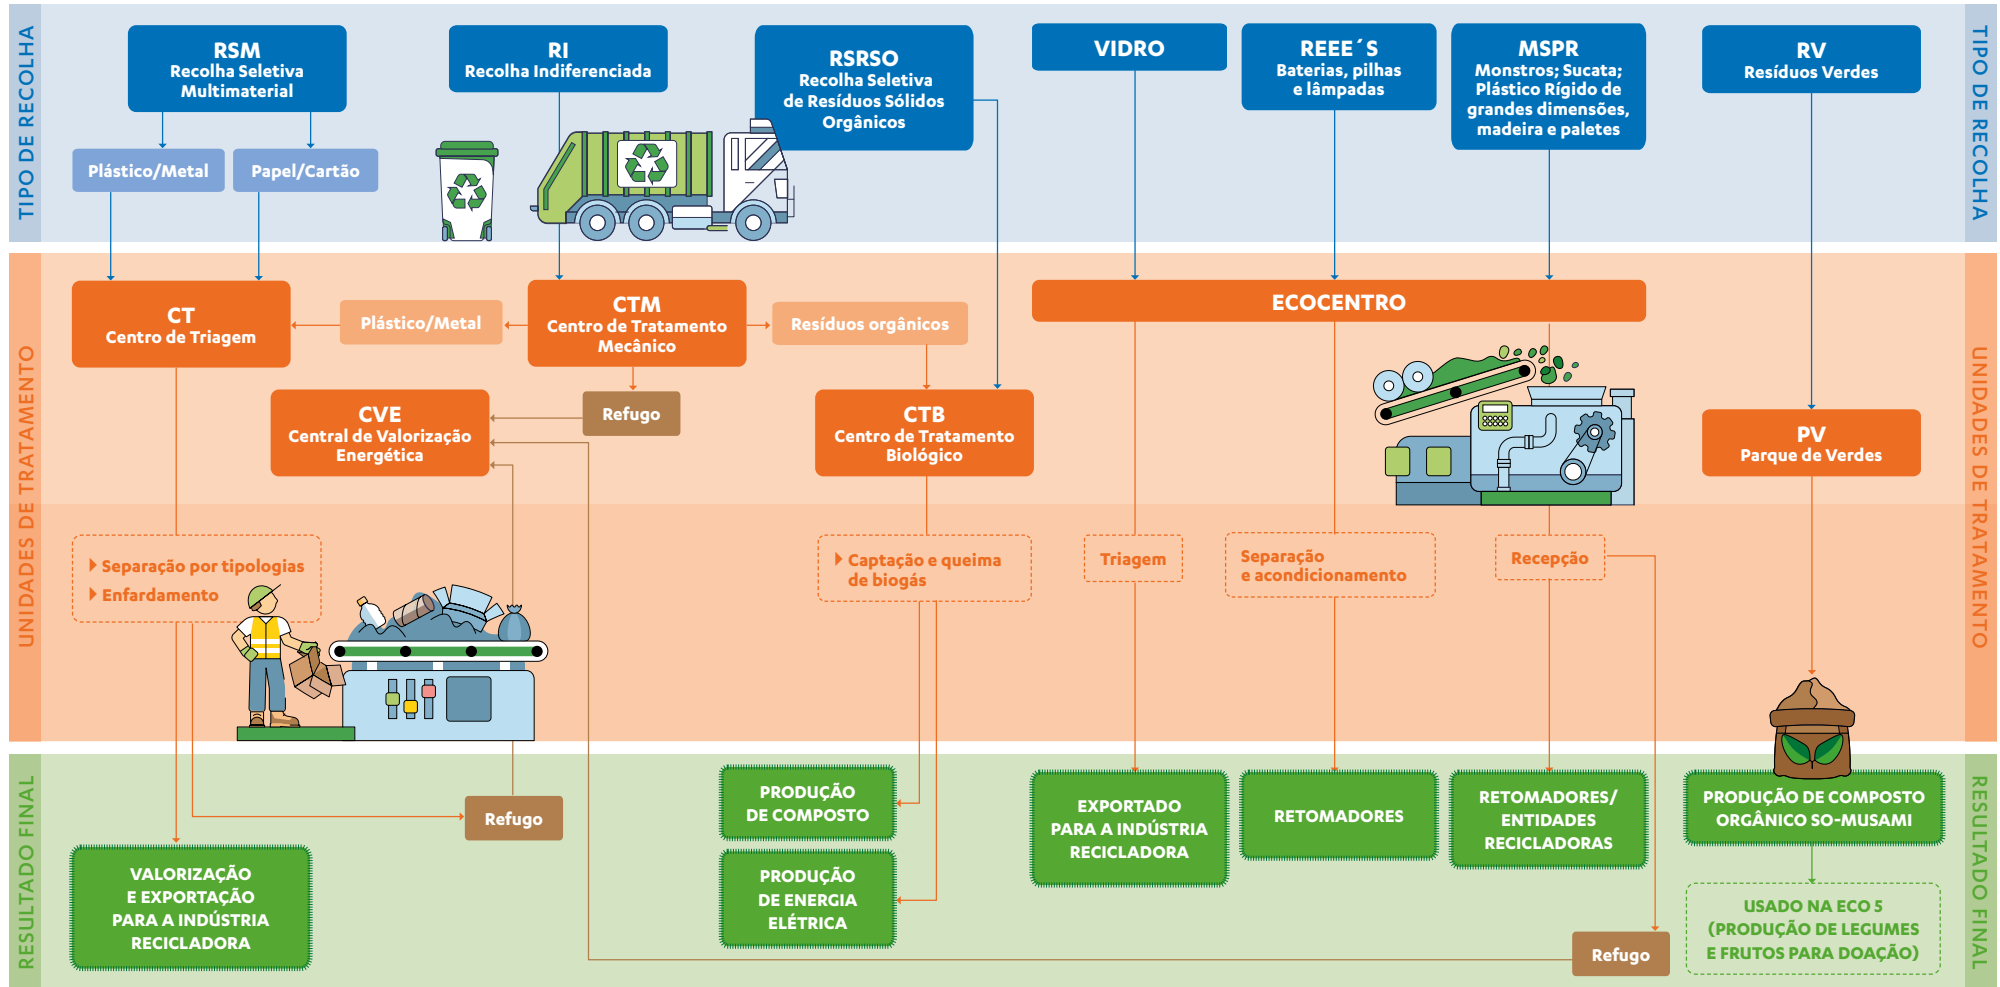 TIPO DE RECOLHA
RSM
Recolha Seletiva
Multimaterial
RI
Recolha Indiferenciada
RSRSO
Recolha Seletiva
de Resíduos Sólidos
Orgânicos
VIDRO
REEE´S
Baterias, pilhas
e lâmpadas
MSPR
Monstros; Sucata;
Plástico Rígido de
grandes dimensões,
madeira e paletes
RV
Resíduos Verdes
TIPO DE RECOLHA
Plástico/Metal
Papel/Cartão
UNIDADES DE TRATAMENTO
CT
Centro de Triagem
Plástico/Metal
CTM
Centro de Tratamento
Mecânico
Resíduos orgânicos
ECOCENTRO
UNIDADES DE TRATAMENTO
CVE
Central de Valorização
Energética
Refugo
CTB
Centro de Tratamento
Biológico
PV
Parque de Verdes
Separação por tipologias
Enfardamento
Captação e queima
de biogás
Triagem
Separação
e acondicionamento
Recepção
RESULTADO FINAL
VALORIZAÇÃO
E EXPORTAÇÃO
PARA A INDÚSTRIA
RECICLADORA
Refugo
PRODUÇÃO
DE COMPOSTO
PRODUÇÃO
DE ENERGIA
ELÉTRICA
EXPORTADO
PARA A INDÚSTRIA
RECICLADORA
RETOMADORES
RETOMADORES/
ENTIDADES
RECICLADORAS
Refugo
PRODUÇÃO DE COMPOSTO
ORGÂNICO SO-MUSAMI
USADO NA ECO 5
(PRODUÇÃO DE LEGUMES
E FRUTOS PARA DOAÇÃO)
RESULTADO FINAL